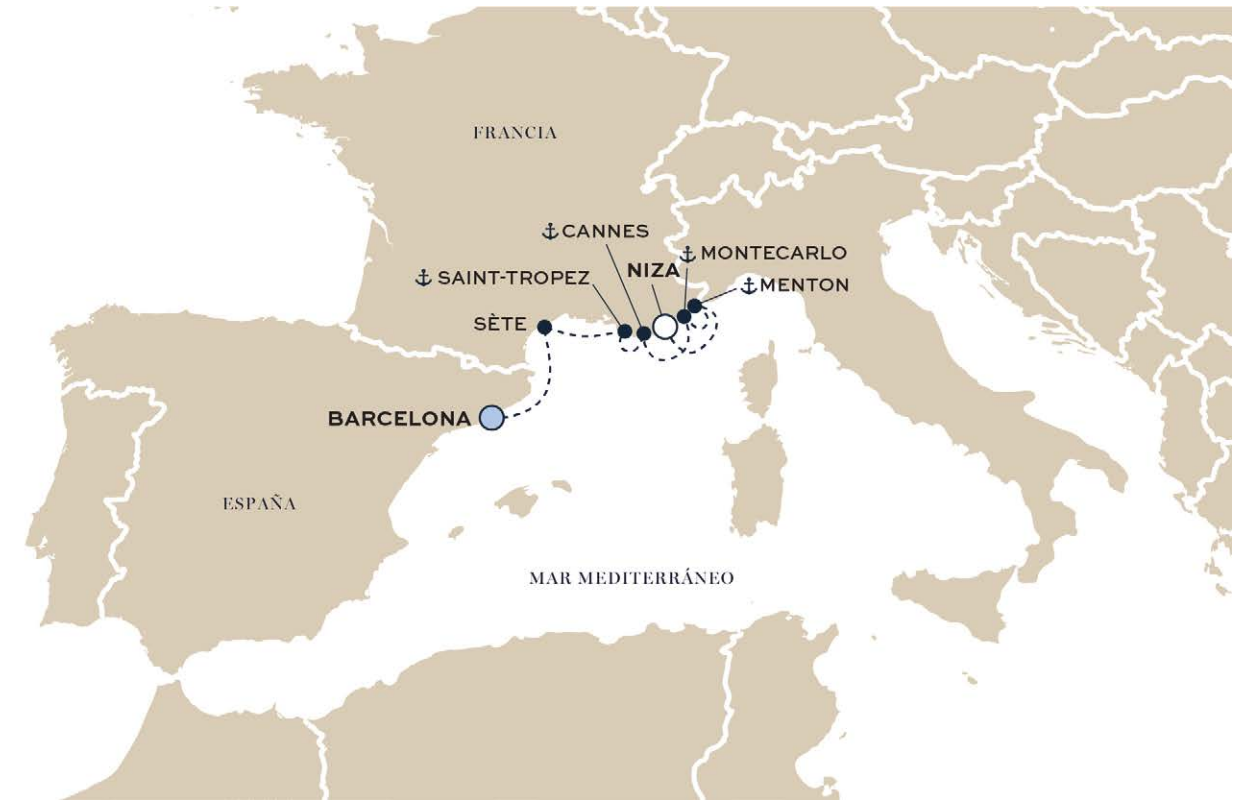 FRANCIA
CANNES
MONTECARLO
NIZA
SAINT-TROPEZ
MENTON
SÈTE
BARCELONA
ESPAÑA
MAR MEDITERRÁNEO